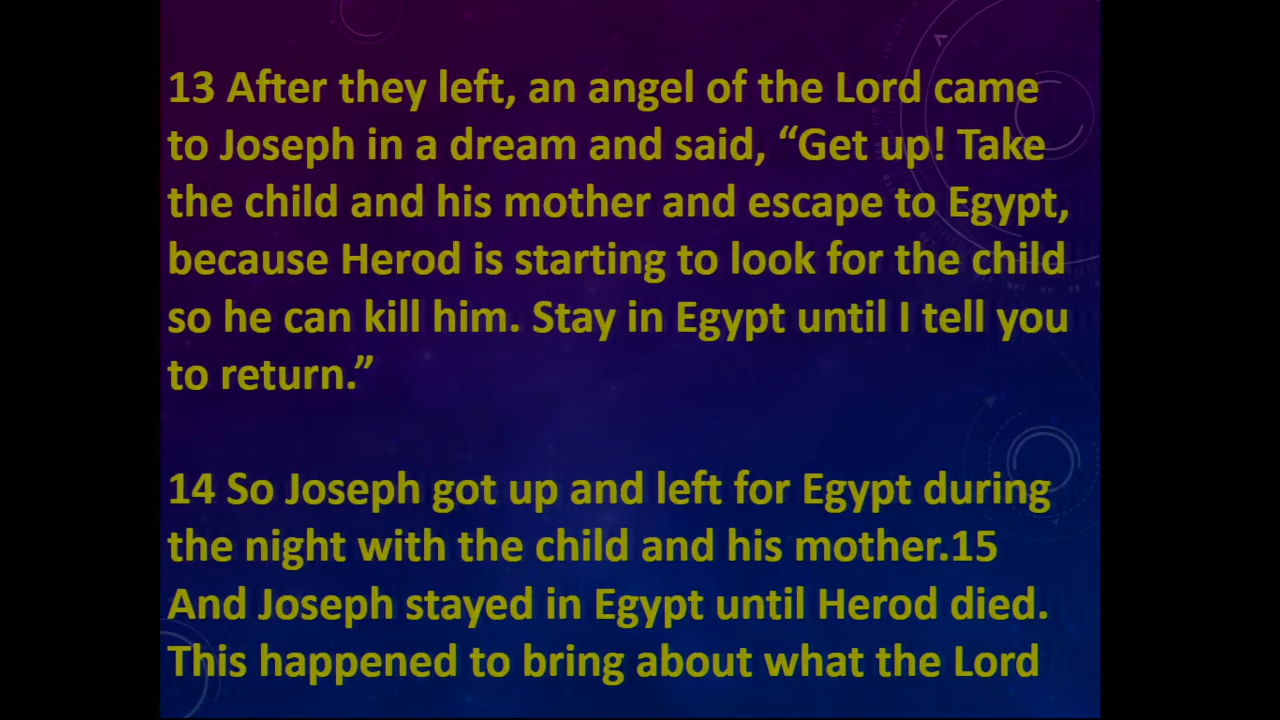 13 After they left, an angel of the Lord came
to Joseph in a dream and said, “Get up! Take
the child and his mother and escape to Egypt,
because Herod is starting to look for the child
so he can kill him. Stay in Egypt until I tell you
to return.”
14 So Joseph got up and left for Egypt during
the night with the child and his mother.15
And Joseph stayed in Egypt until Herod died.
This happened to bring about what the Lord